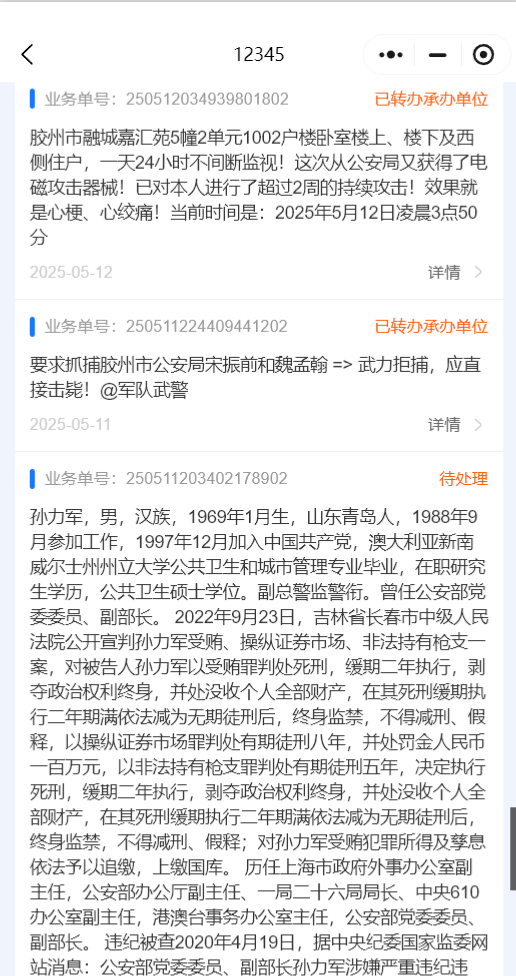 12345
业务单号：250512034939801802 已转办承办单位
胶州市融城嘉汇苑5幢2单元1002户楼卧室楼上、楼下及西
侧住户，一天24小时不间断监视！这次从公安局又获得了电
磁攻击器械！已对本人进行了超过2周的持续攻击！效果就
是心梗、心绞痛！当前时间是：2025年5月12日凌晨3点50
分
2025-05-12 详情
业务单号：250511224409441202 已转办承办单位
要求抓捕胶州市公安局宋振前和魏孟翰 => 武力拒捕，应直
接击毙！@军队武警
2025-05-11 详情
业务单号：250511203402178902 待处理
孙力军，男，汉族，1969年1月生，山东青岛人，1988年9
月参加工作，1997年12月加入中国共产党，澳大利亚新南
威尔士州州立大学公共卫生和城市管理专业毕业，在职研究
生学历，公共卫生硕士学位。副总警监警衔。曾任公安部党
委委员、副部长。 2022年9月23日，吉林省长春市中级人民
法院公开宣判孙力军受贿、操纵证券市场、非法持有枪支一
案，对被告人孙力军以受贿罪判处死刑，缓期二年执行，剥
夺政治权利终身，并处没收个人全部财产，在其死刑缓期执
行二年期满依法减为无期徒刑后，终身监禁，不得减刑、假
释，以操纵证券市场罪判处有期徒刑八年，并处罚金人民币
一百万元，以非法持有枪支罪判处有期徒刑五年，决定执行
死刑，缓期二年执行，剥夺政治权利终身，并处没收个人全
部财产，在其死刑缓期执行二年期满依法减为无期徒刑后，
终身监禁，不得减刑、假释；对孙力军受贿犯罪所得及孳息
依法予以追缴，上缴国库。 历任上海市政府外事办公室副
主任，公安部办公厅副主任、一局二十六局局长、中央610
办公室副主任，港澳台事务办公室主任，公安部党委委员、
副部长。 违纪被查2020年4月19日，据中央纪委国家监委网
站消息：公安部党委委员、副部长孙力军涉嫌严重违纪违